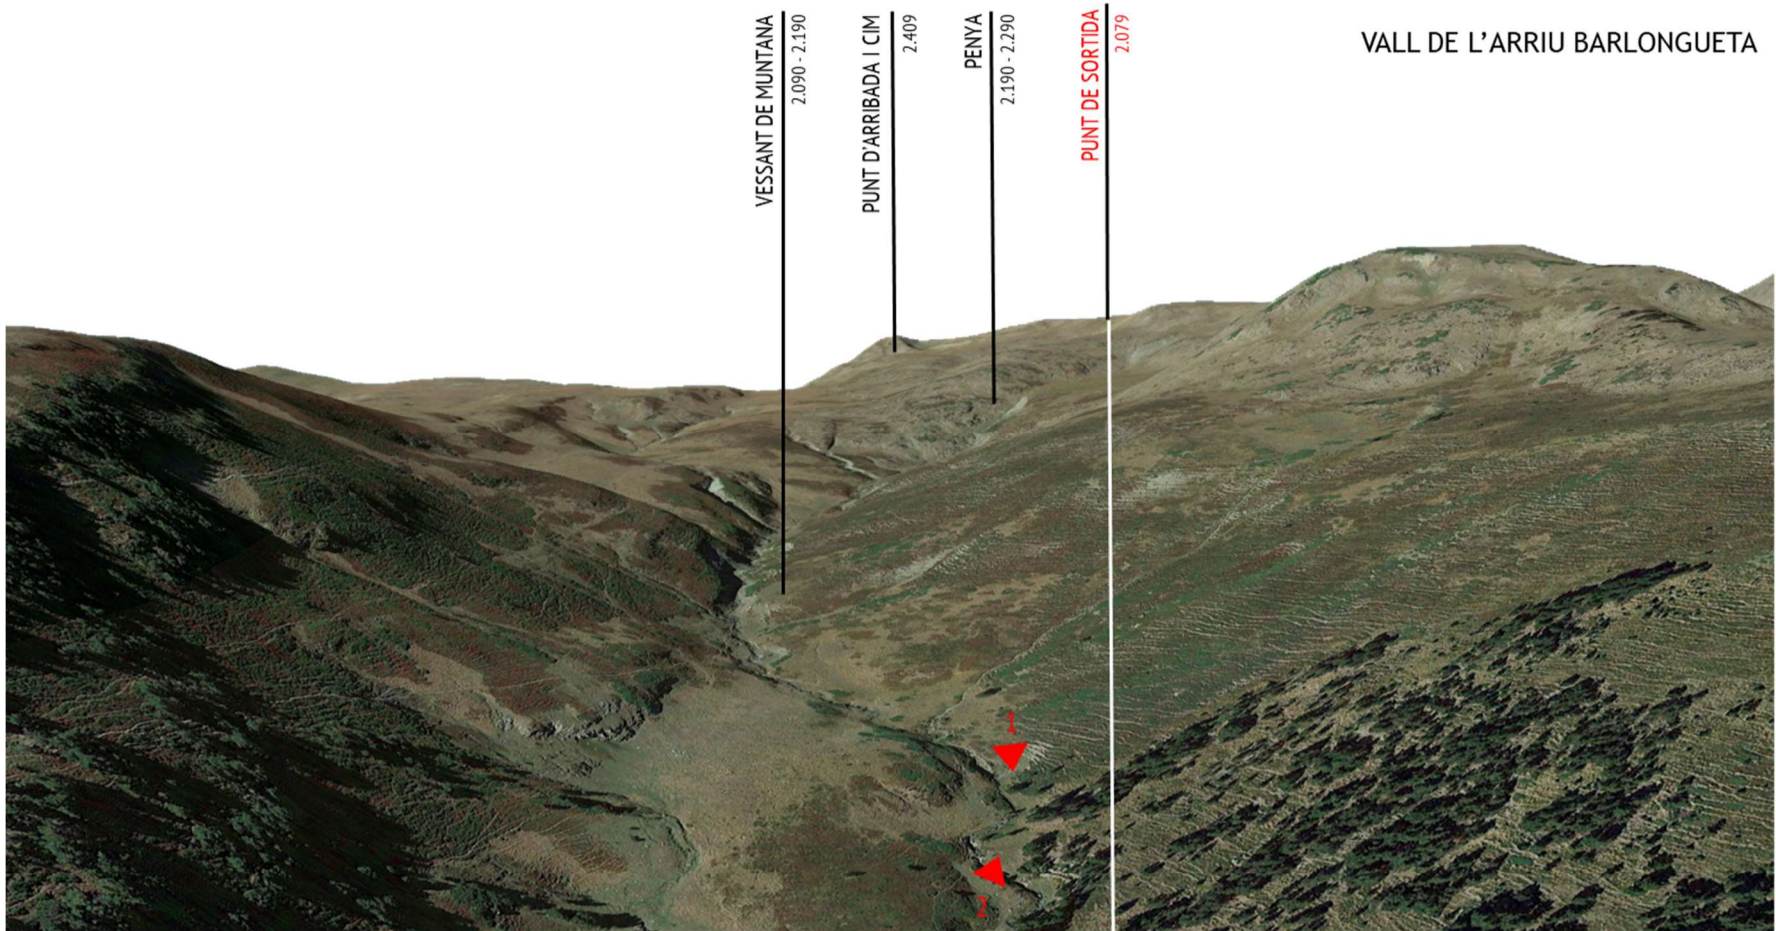 VESSANT DE MUNTANA
2.090 - 2.190
PUNT D'ARRIBADA I CIM
2.409
PENYA
2.190 - 2.290
PUNT DE SORTIDA
2.079
VALL DE L'ARRIU BARLONGUETA
1
2